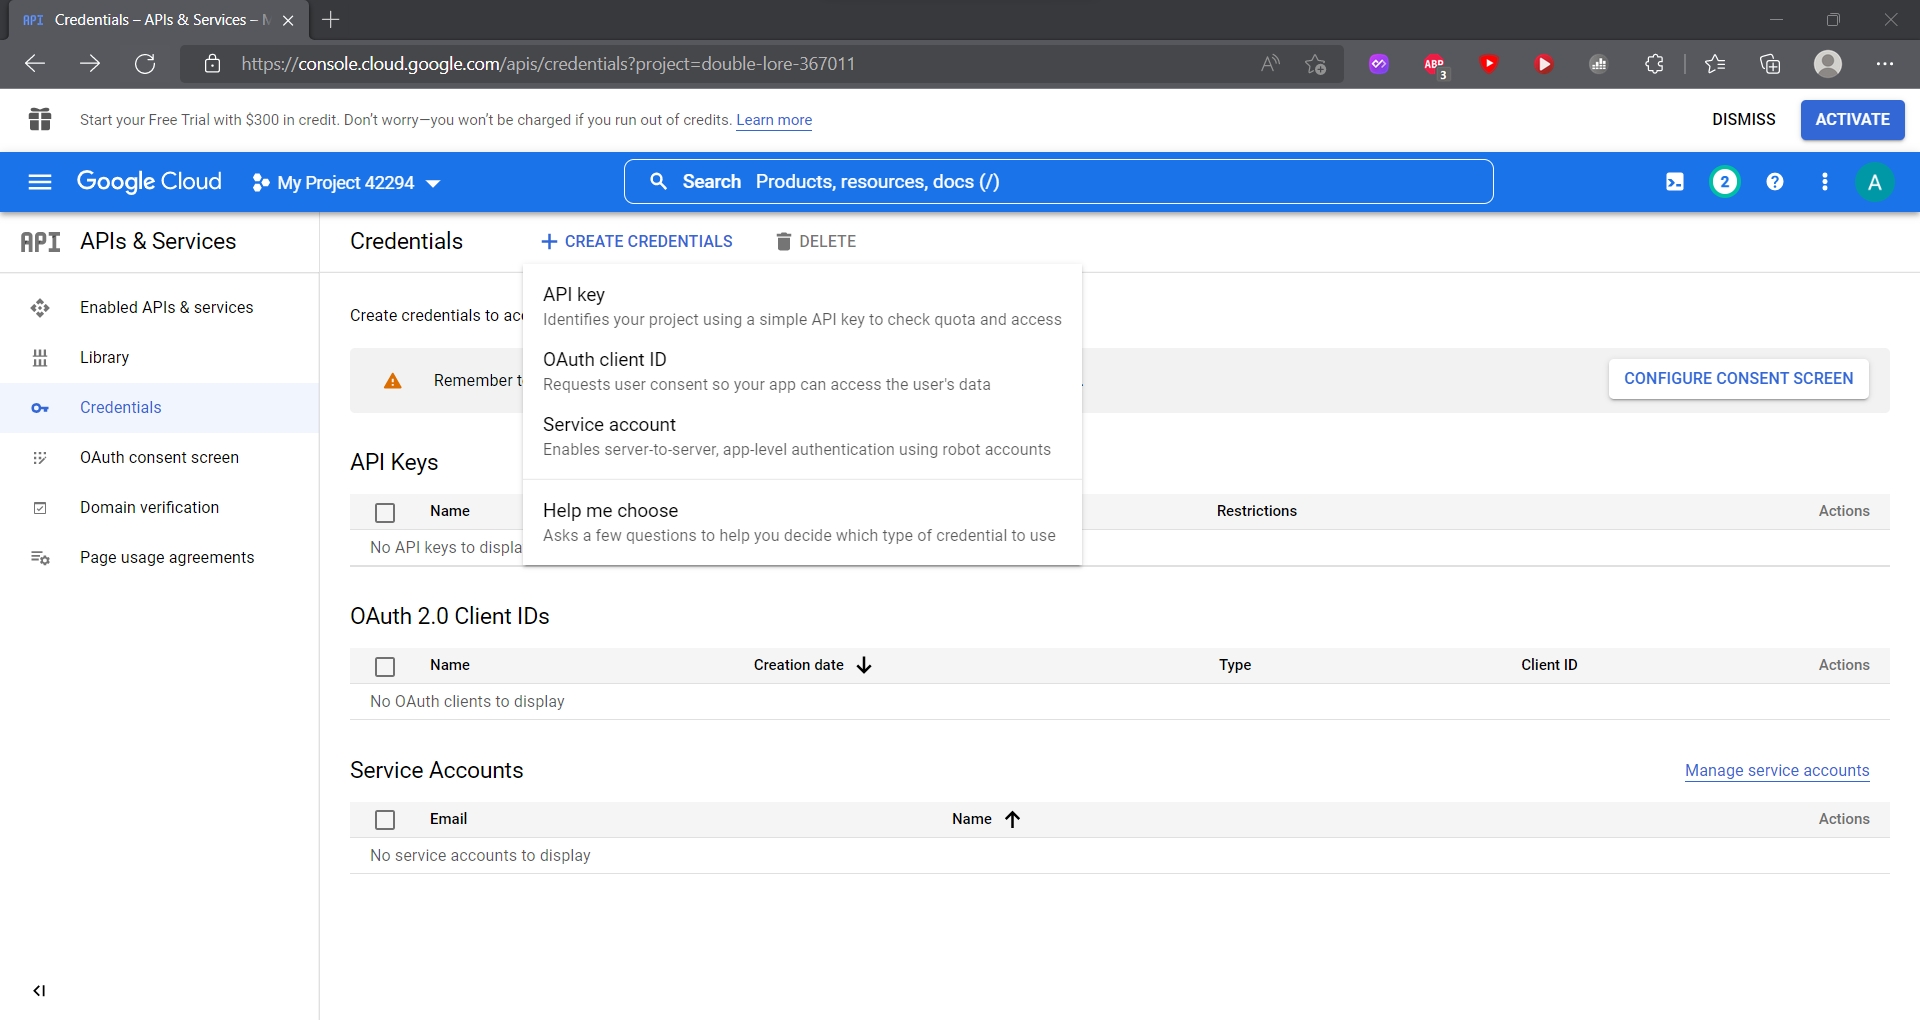 API Credentials – APIs & Services –
https://console.cloud.google.com/apis/credentials?project=double-lore-367011
ABP 3
Start your Free Trial with $300 in credit. Don't worry—you won't be charged if you run out of credits. Learn more
DISMISS
ACTIVATE
Google Cloud
My Project 42294
Search Products, resources, docs (/)
2
A
API APIs & Services
Enabled APIs & services
Library
Credentials
OAuth consent screen
Domain verification
Page usage agreements
Credentials
CREATE CREDENTIALS
DELETE
API key
Identifies your project using a simple API key to check quota and access
OAuth client ID
Requests user consent so your app can access the user's data
Service account
Enables server-to-server, app-level authentication using robot accounts
Help me choose
Asks a few questions to help you decide which type of credential to use
Create credentials to
Remember
CONFIGURE CONSENT SCREEN
API Keys
Name Restrictions Actions
No API keys to
OAuth 2.0 Client IDs
Name Creation date Type Client ID Actions
No OAuth clients to display
Service Accounts
Manage service accounts
Email Name Actions
No service accounts to display